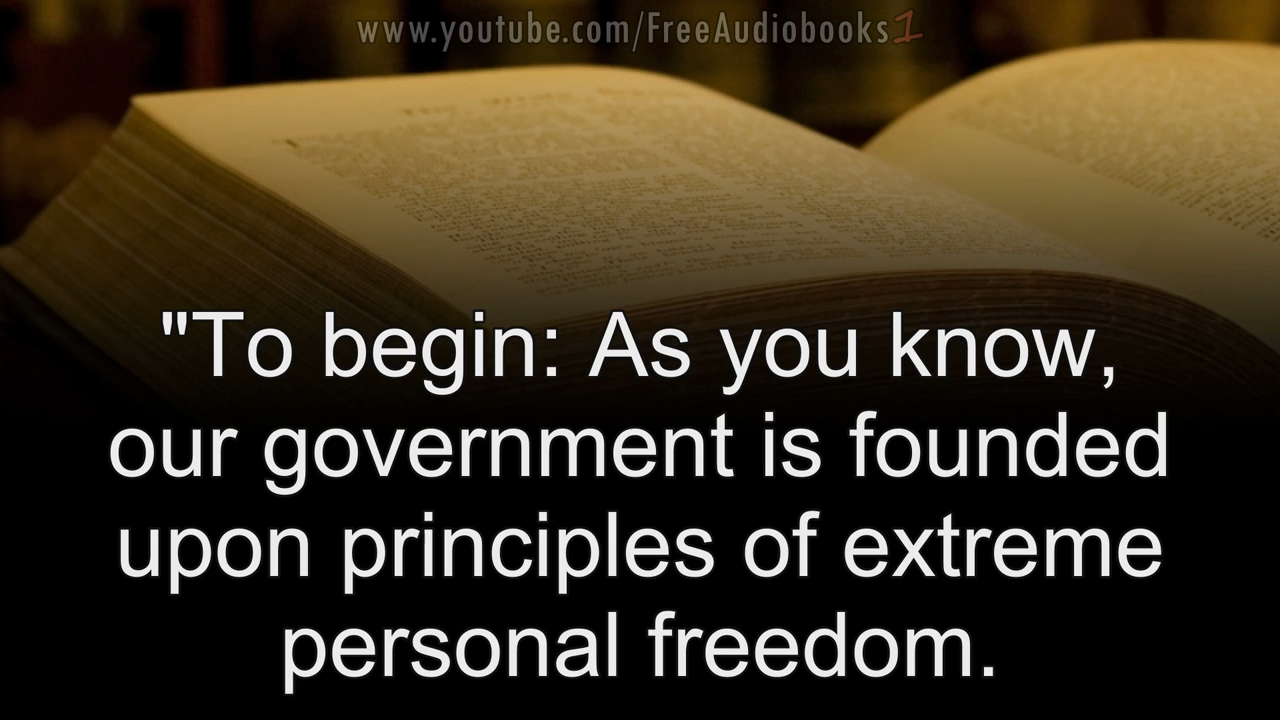 www.youtube.com/FreeAudiobooks1
"To begin: As you know,
our government is founded
upon principles of extreme
personal freedom.